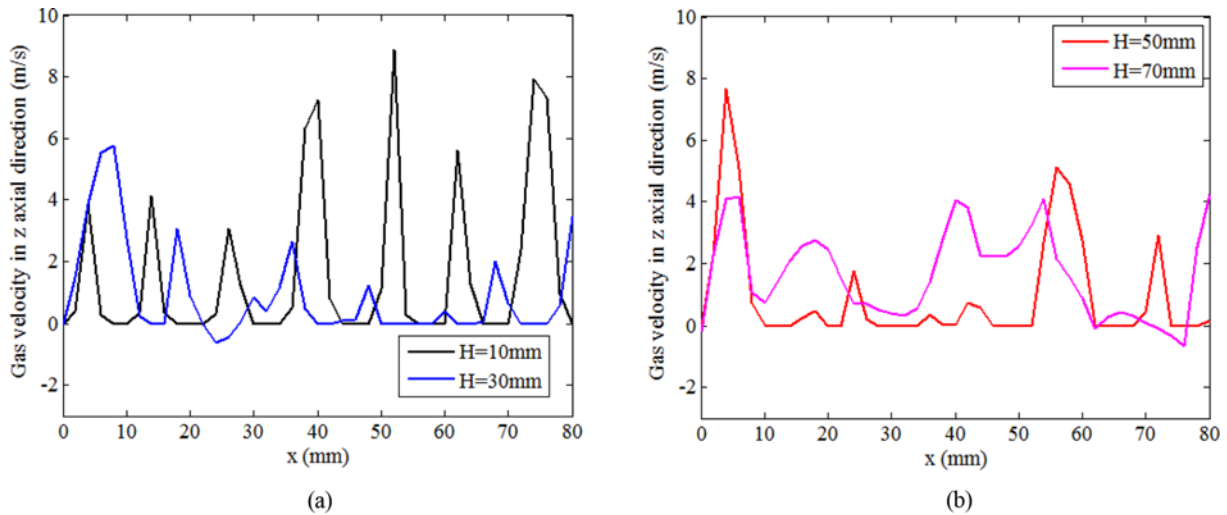 Gas velocity in z axial direction (m/s)
10
8
6
4
2
0
-2
0 10 20 30 40 50 60 70 80
x (mm)
H=10mm
H=30mm
(a)
Gas velocity in z axial direction (m/s)
10
8
6
4
2
0
-2
0 10 20 30 40 50 60 70 80
x (mm)
H=50mm
H=70mm
(b)